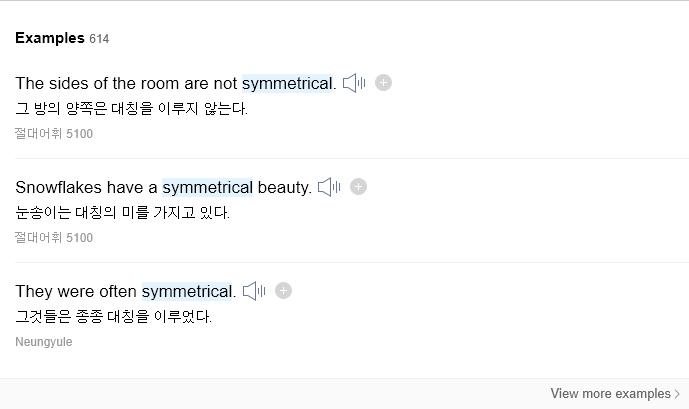 Examples 614
The sides of the room are not symmetrical.
그 방의 양쪽은 대칭을 이루지 않는다.
절대어휘 5100
Snowflakes have a symmetrical beauty.
눈송이는 대칭의 미를 가지고 있다.
절대어휘 5100
They were often symmetrical.
그것들은 종종 대칭을 이루었다.
Neungyule
View more examples